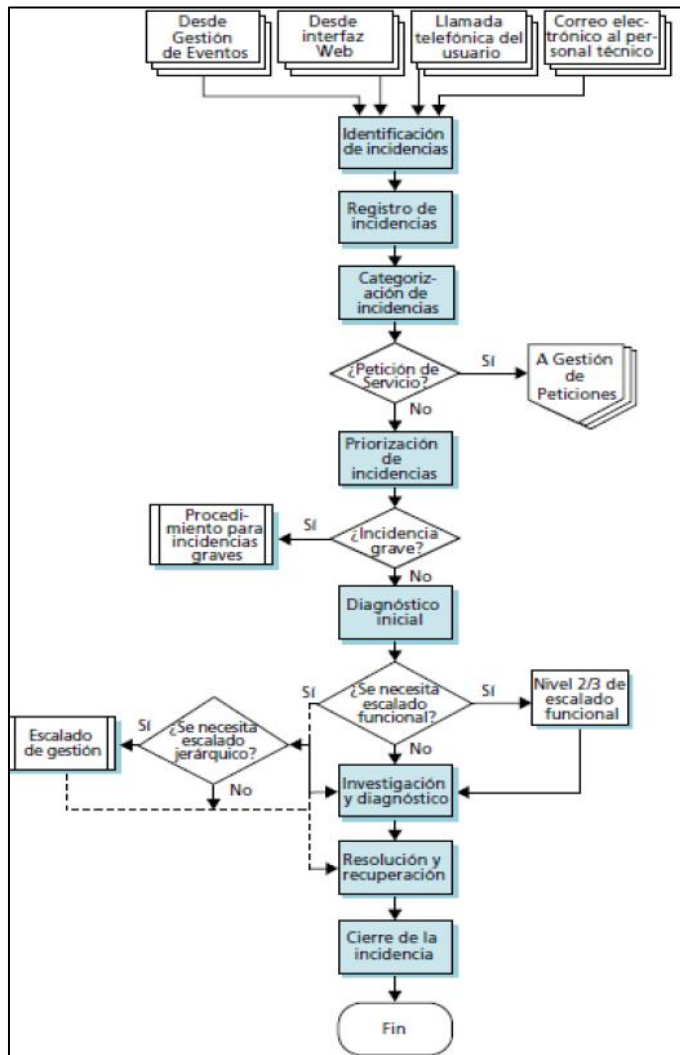 Desde
Gestión
de Eventos
Desde
interfaz
Web
Llamada
telefónica del
usuario
Correo elec-
trónico al per-
sonal técnico
Identificación
de incidencias
Registro de
incidencias
Categoriz-
ación de
incidencias
¿Petición de
Servicio?
Sí
A Gestión
de
Peticiones
No
Priorización
de
incidencias
Procedi-
miento para
incidencias
graves
Sí
¿Incidencia
grave?
No
Diagnóstico
inicial
Sí
¿Se necesita
escalado
funcional?
Sí
Nivel 2/3 de
escalado
funcional
No
Escalado
de gestión
Sí
¿Se necesita
escalado
jerárquico?
No
Investigación
y diagnóstico
Resolución y
recuperación
Cierre de la
incidencia
Fin